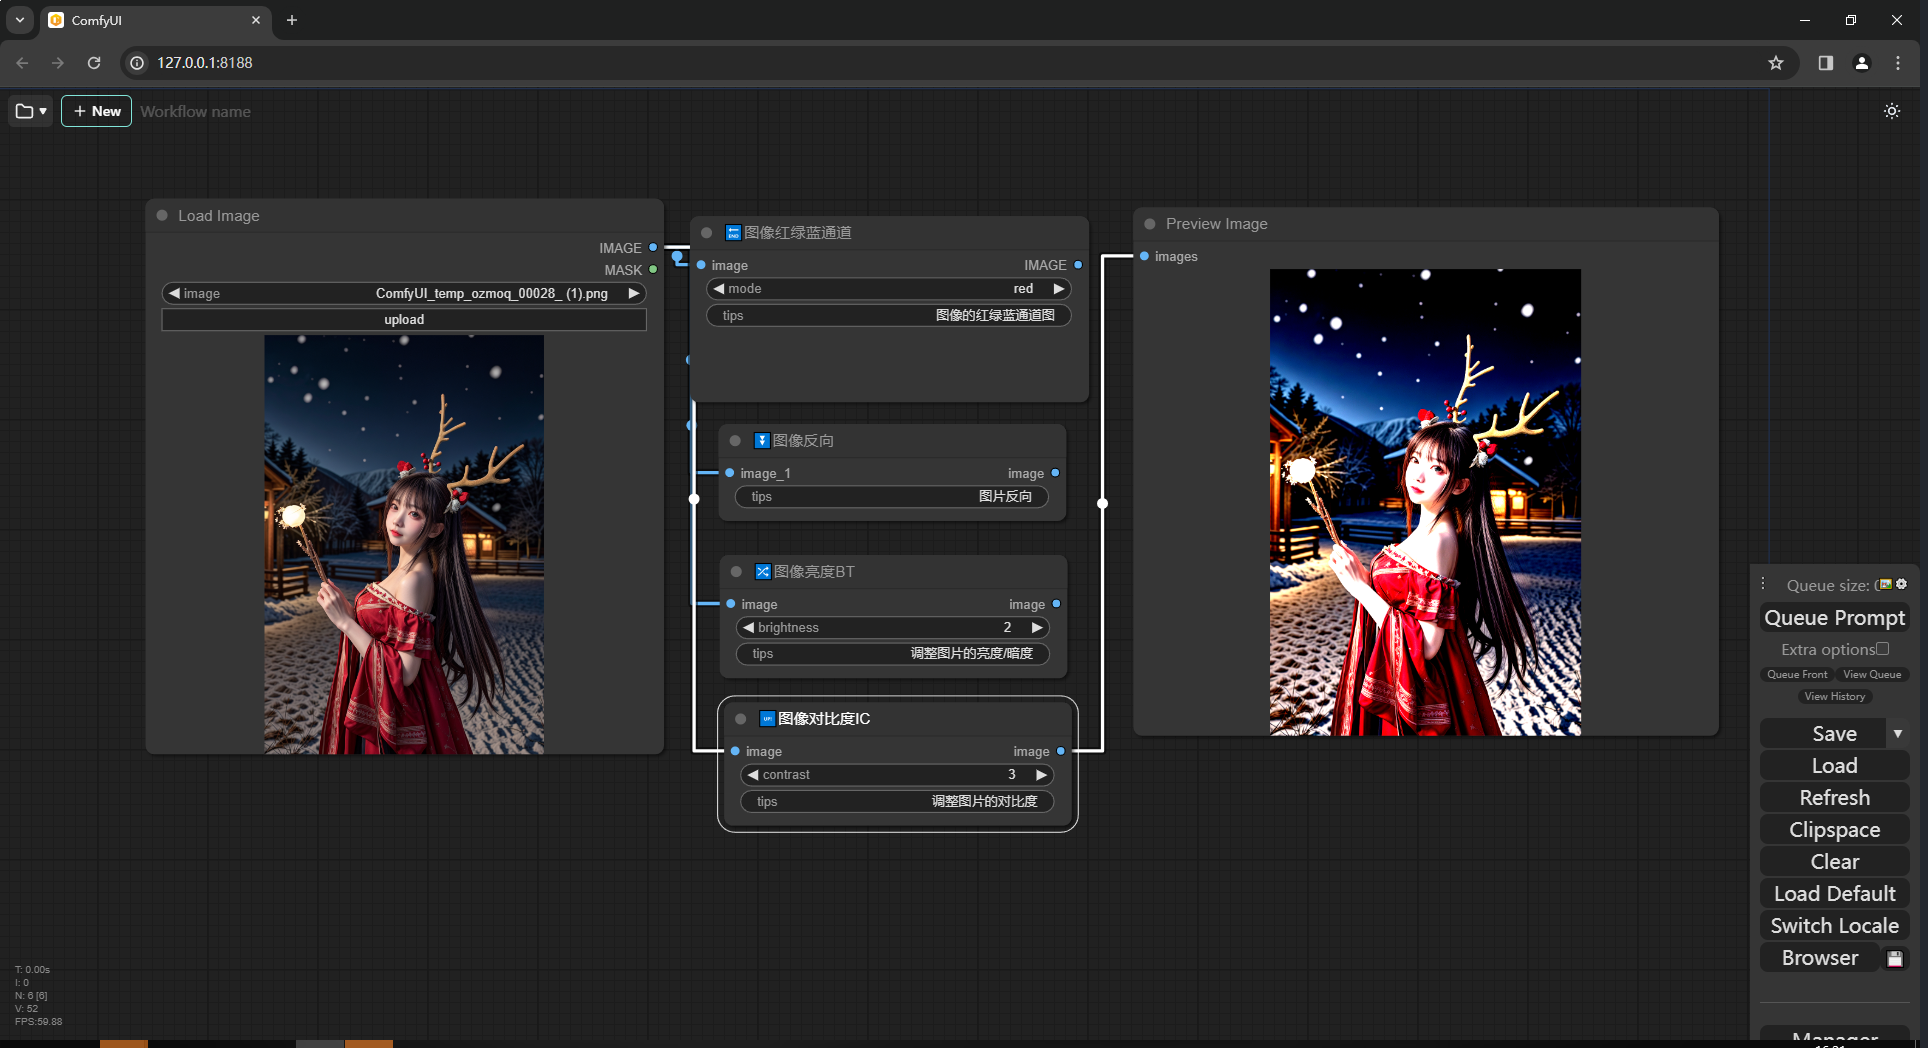 ComfyUI
127.0.0.1:8188
New
Workflow name
Load Image
IMAGE
MASK
image ComfyUI_temp_ozmoq_00028_ (1).png
upload
图像红绿蓝通道
image IMAGE
mode red
tips 图像的红绿蓝通道图
图像反向
image_1 image
tips 图片反向
图像亮度BT
image image
brightness 2
tips 调整图片的亮度/暗度
图像对比度IC
image image
contrast 3
tips 调整图片的对比度
Preview Image
images
Queue size:
Queue Prompt
Extra options
Queue Front View Queue
View History
Save
Load
Refresh
Clipspace
Clear
Load Default
Switch Locale
Browser
Manager
T: 0.00s
I: 0
N: 6 [6]
V: 52
FPS:59.88